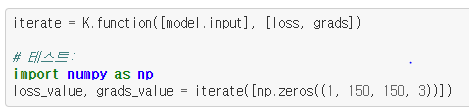 iterate = K.function([model.input], [loss, grads])
# 테스트:
import numpy as np
loss_value, grads_value = iterate([np.zeros((1, 150, 150, 3))])